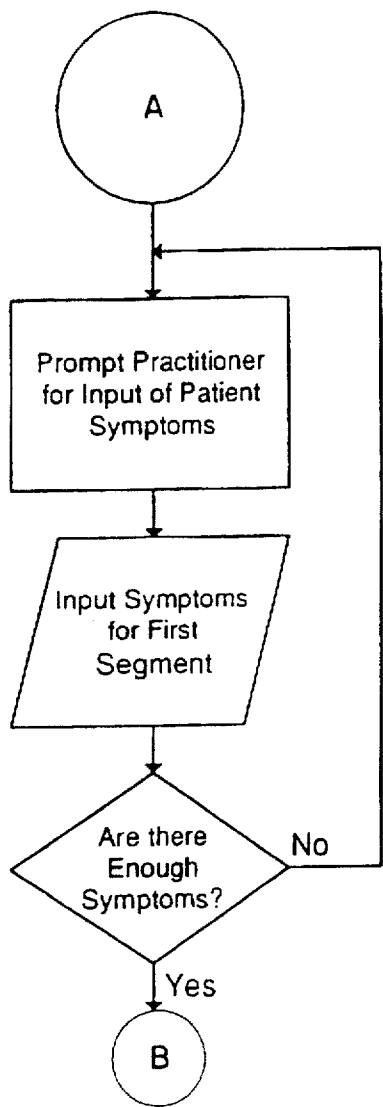 A
Prompt Practitioner
for Input of Patient
Symptoms
Input Symptoms
for First
Segment
Are there
Enough
Symptoms?
No
Yes
B